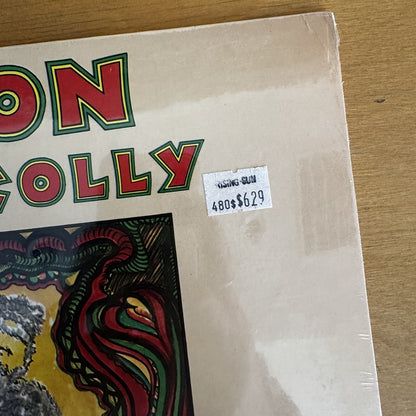 ON
COLLY
RISING SUN
480$ $629